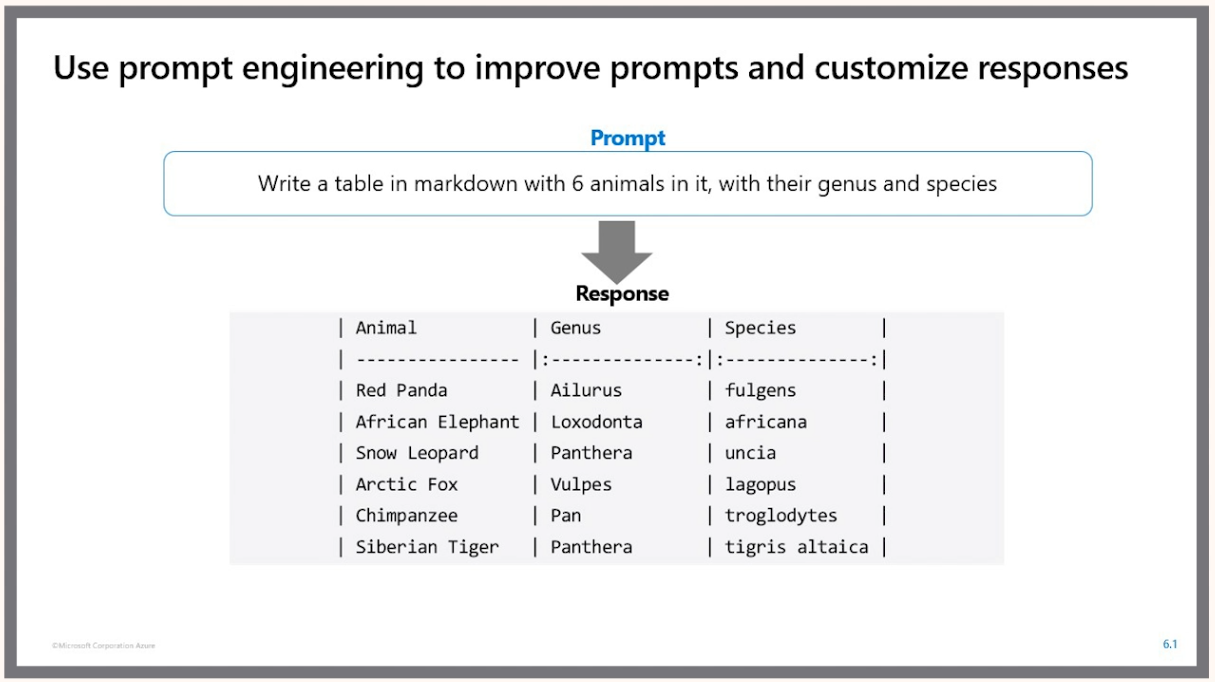 Use prompt engineering to improve prompts and customize responses
Prompt
Write a table in markdown with 6 animals in it, with their genus and species
Response
| Animal           | Genus          | Species        |
| ---------------- |:--------------:|:--------------:|
| Red Panda        | Ailurus        | fulgens        |
| African Elephant | Loxodonta      | africana       |
| Snow Leopard     | Panthera       | uncia          |
| Arctic Fox       | Vulpes         | lagopus        |
| Chimpanzee       | Pan            | troglodytes    |
| Siberian Tiger   | Panthera       | tigris altaica |
©Microsoft Corporation Azure
6.1